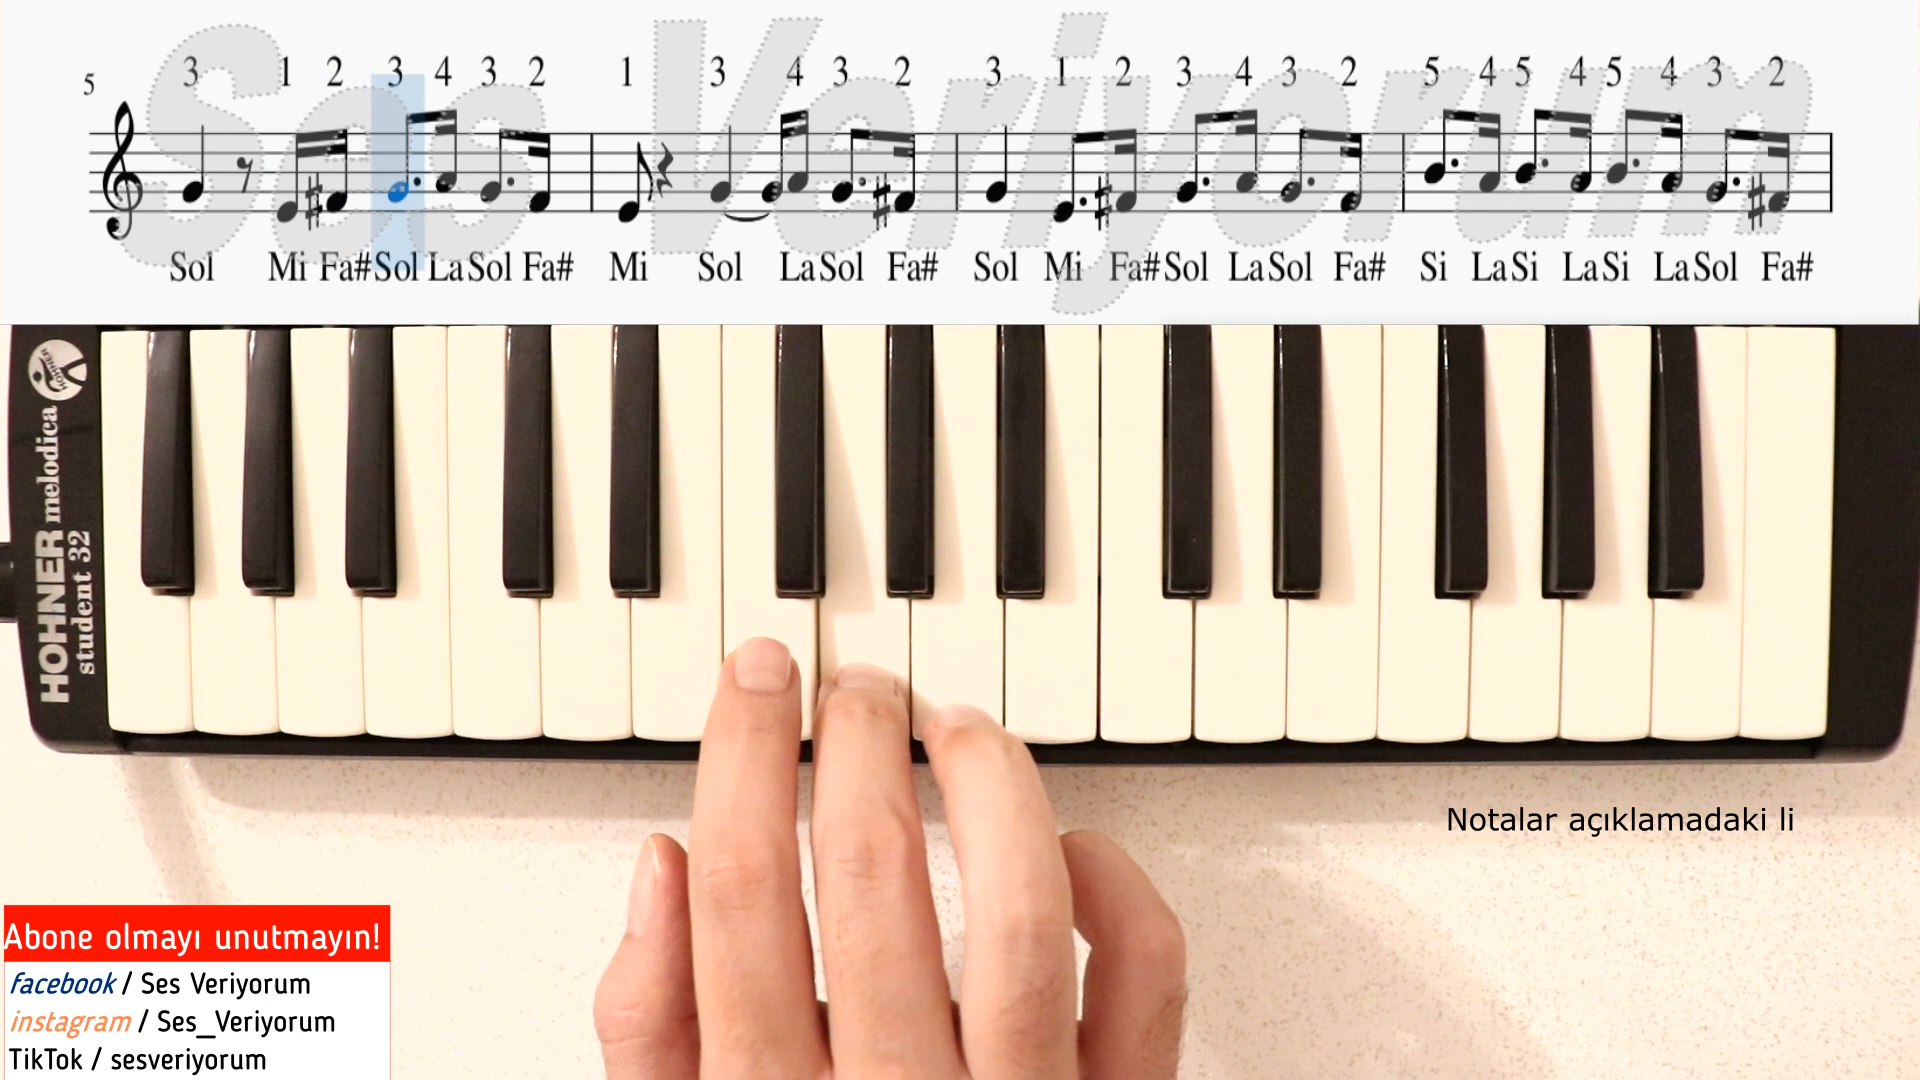 5 3 1 2 3 4 3 2 1 3 4 3 2 3 1 2 3 4 3 2 5 4 5 4 5 4 3 2
Ses Veriyorum
Sol Mi Fa# Sol La Sol Fa# Mi Sol La Sol Fa# Sol Mi Fa# Sol La Sol Fa# Si La Si La Si La Sol Fa#
HOHNER
HOHNER melodica
student 32
Notalar açıklamadaki li
Abone olmayı unutmayın!
facebook / Ses Veriyorum
instagram / Ses_Veriyorum
TikTok / sesveriyorum